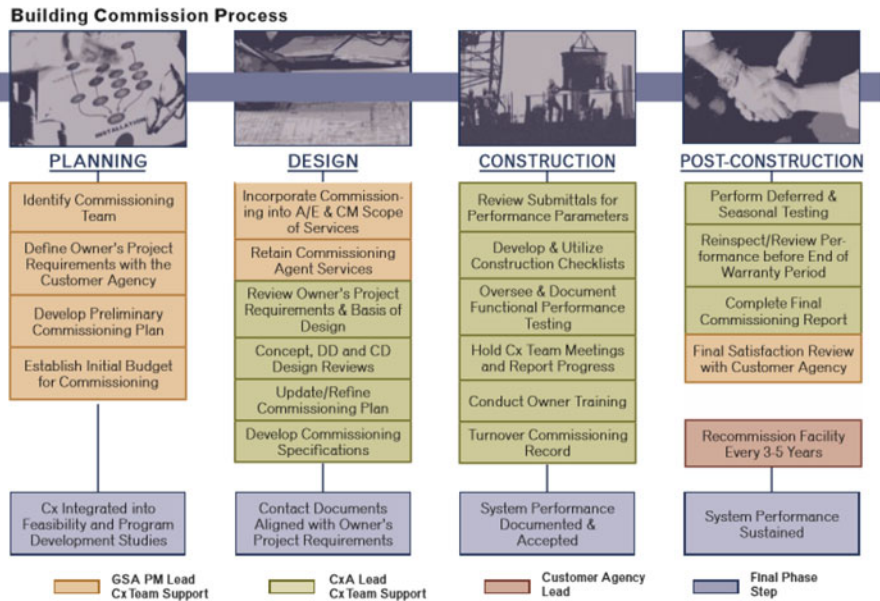 Building Commission Process
INSTALLATION
PLANNING
Identify Commissioning
Team
Define Owner's Project
Requirements with the
Customer Agency
Develop Preliminary
Commissioning Plan
Establish Initial Budget
for Commissioning
Cx Integrated into
Feasibility and Program
Development Studies
DESIGN
Incorporate Commission-
ing into A/E & CM Scope
of Services
Retain Commissioning
Agent Services
Review Owner's Project
Requirements & Basis of
Design
Concept, DD and CD
Design Reviews
Update/Refine
Commissioning Plan
Develop Commissioning
Specifications
Contact Documents
Aligned with Owner's
Project Requirements
CONSTRUCTION
Review Submittals for
Performance Parameters
Develop & Utilize
Construction Checklists
Oversee & Document
Functional Performance
Testing
Hold Cx Team Meetings
and Report Progress
Conduct Owner Training
Turnover Commissioning
Record
System Performance
Documented &
Accepted
POST-CONSTRUCTION
Perform Deferred &
Seasonal Testing
Reinspect/Review Per-
formance before End of
Warranty Period
Complete Final
Commissioning Report
Final Satisfaction Review
with Customer Agency
Recommission Facility
Every 3-5 Years
System Performance
Sustained
GSA PM Lead
Cx Team Support
CxA Lead
Cx Team Support
Customer Agency
Lead
Final Phase
Step